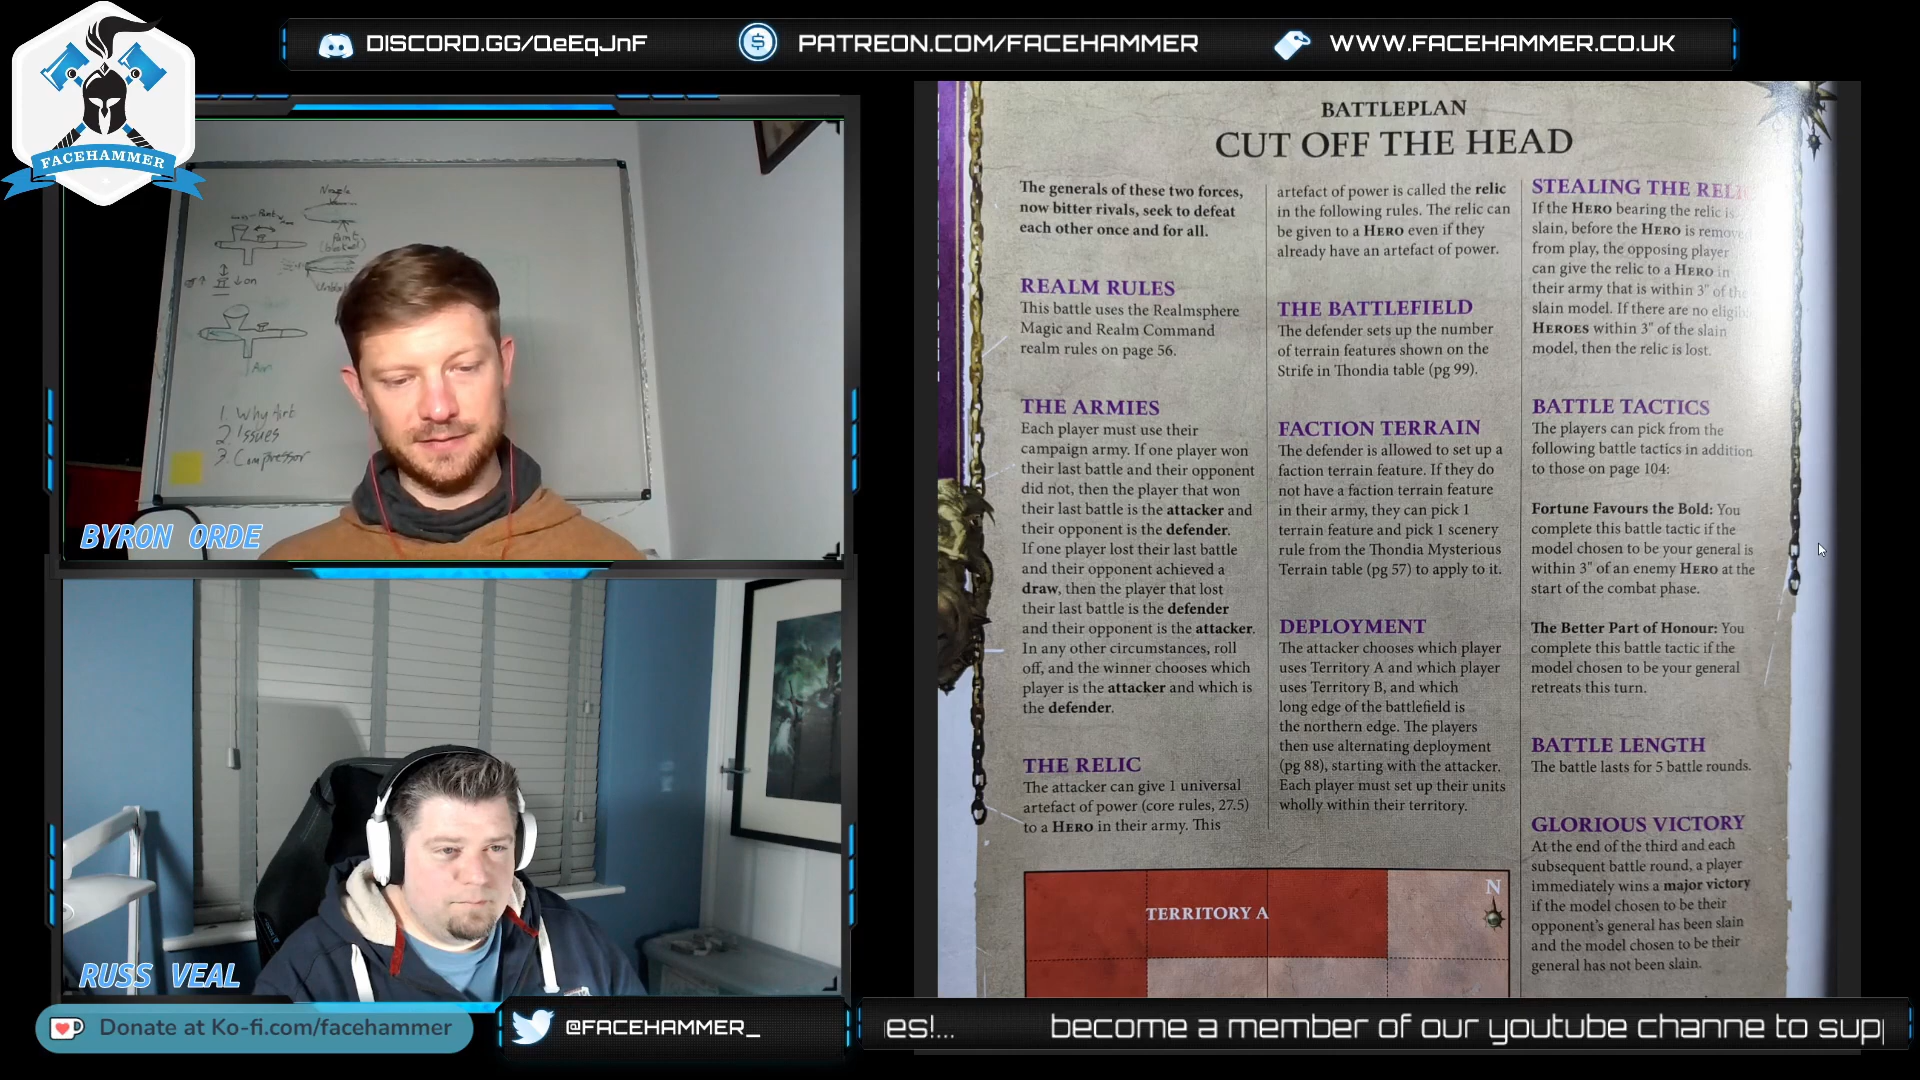 DISCORD.GG/QeEqJnF
PATREON.COM/FACEHAMMER
WWW.FACEHAMMER.CO.UK
FACEHAMMER
Nozzle
Paint
Paint
on
Air
1. Why Airb
2. Issues
3. Compressor
BYRON ORDE
RUSS VEAL
BATTLEPLAN
CUT OFF THE HEAD
The generals of these two forces,
now bitter rivals, seek to defeat
each other once and for all.
REALM RULES
This battle uses the Realmsphere
Magic and Realm Command
realm rules on page 56.
THE ARMIES
Each player must use their
campaign army. If one player won
their last battle and their opponent
did not, then the player that won
their last battle is the attacker and
their opponent is the defender.
If one player lost their last battle
and their opponent achieved a
draw, then the player that lost
their last battle is the defender
and their opponent is the attacker.
In any other circumstances, roll
off, and the winner chooses which
player is the attacker and which is
the defender.
THE RELIC
The attacker can give 1 universal
artefact of power (core rules, 27.5)
to a HERO in their army. This
artefact of power is called the relic
in the following rules. The relic can
be given to a HERO even if they
already have an artefact of power.
THE BATTLEFIELD
The defender sets up the number
of terrain features shown on the
Strife in Thondia table (pg 99).
FACTION TERRAIN
The defender is allowed to set up a
faction terrain feature. If they do
not have a faction terrain feature
in their army, they can pick 1
terrain feature and pick 1 scenery
rule from the Thondia Mysterious
Terrain table (pg 57) to apply to it.
DEPLOYMENT
The attacker chooses which player
uses Territory A and which player
uses Territory B, and which
long edge of the battlefield is
the northern edge. The players
then use alternating deployment
(pg 88), starting with the attacker.
Each player must set up their units
wholly within their territory.
STEALING THE RELIC
If the HERO bearing the relic is
slain, before the HERO is removed
from play, the opposing player
can give the relic to a HERO in
their army that is within 3" of the
slain model. If there are no eligible
HEROES within 3" of the slain
model, then the relic is lost.
BATTLE TACTICS
The players can pick from the
following battle tactics in addition
to those on page 104:
Fortune Favours the Bold: You
complete this battle tactic if the
model chosen to be your general is
within 3" of an enemy HERO at the
start of the combat phase.
The Better Part of Honour: You
complete this battle tactic if the
model chosen to be your general
retreats this turn.
BATTLE LENGTH
The battle lasts for 5 battle rounds.
GLORIOUS VICTORY
At the end of the third and each
subsequent battle round, a player
immediately wins a major victory
if the model chosen to be their
opponent's general has been slain
and the model chosen to be their
general has not been slain.
TERRITORY A
N
Donate at Ko-fi.com/facehammer
@FACEHAMMER_
es!... become a member of our youtube channe to sup